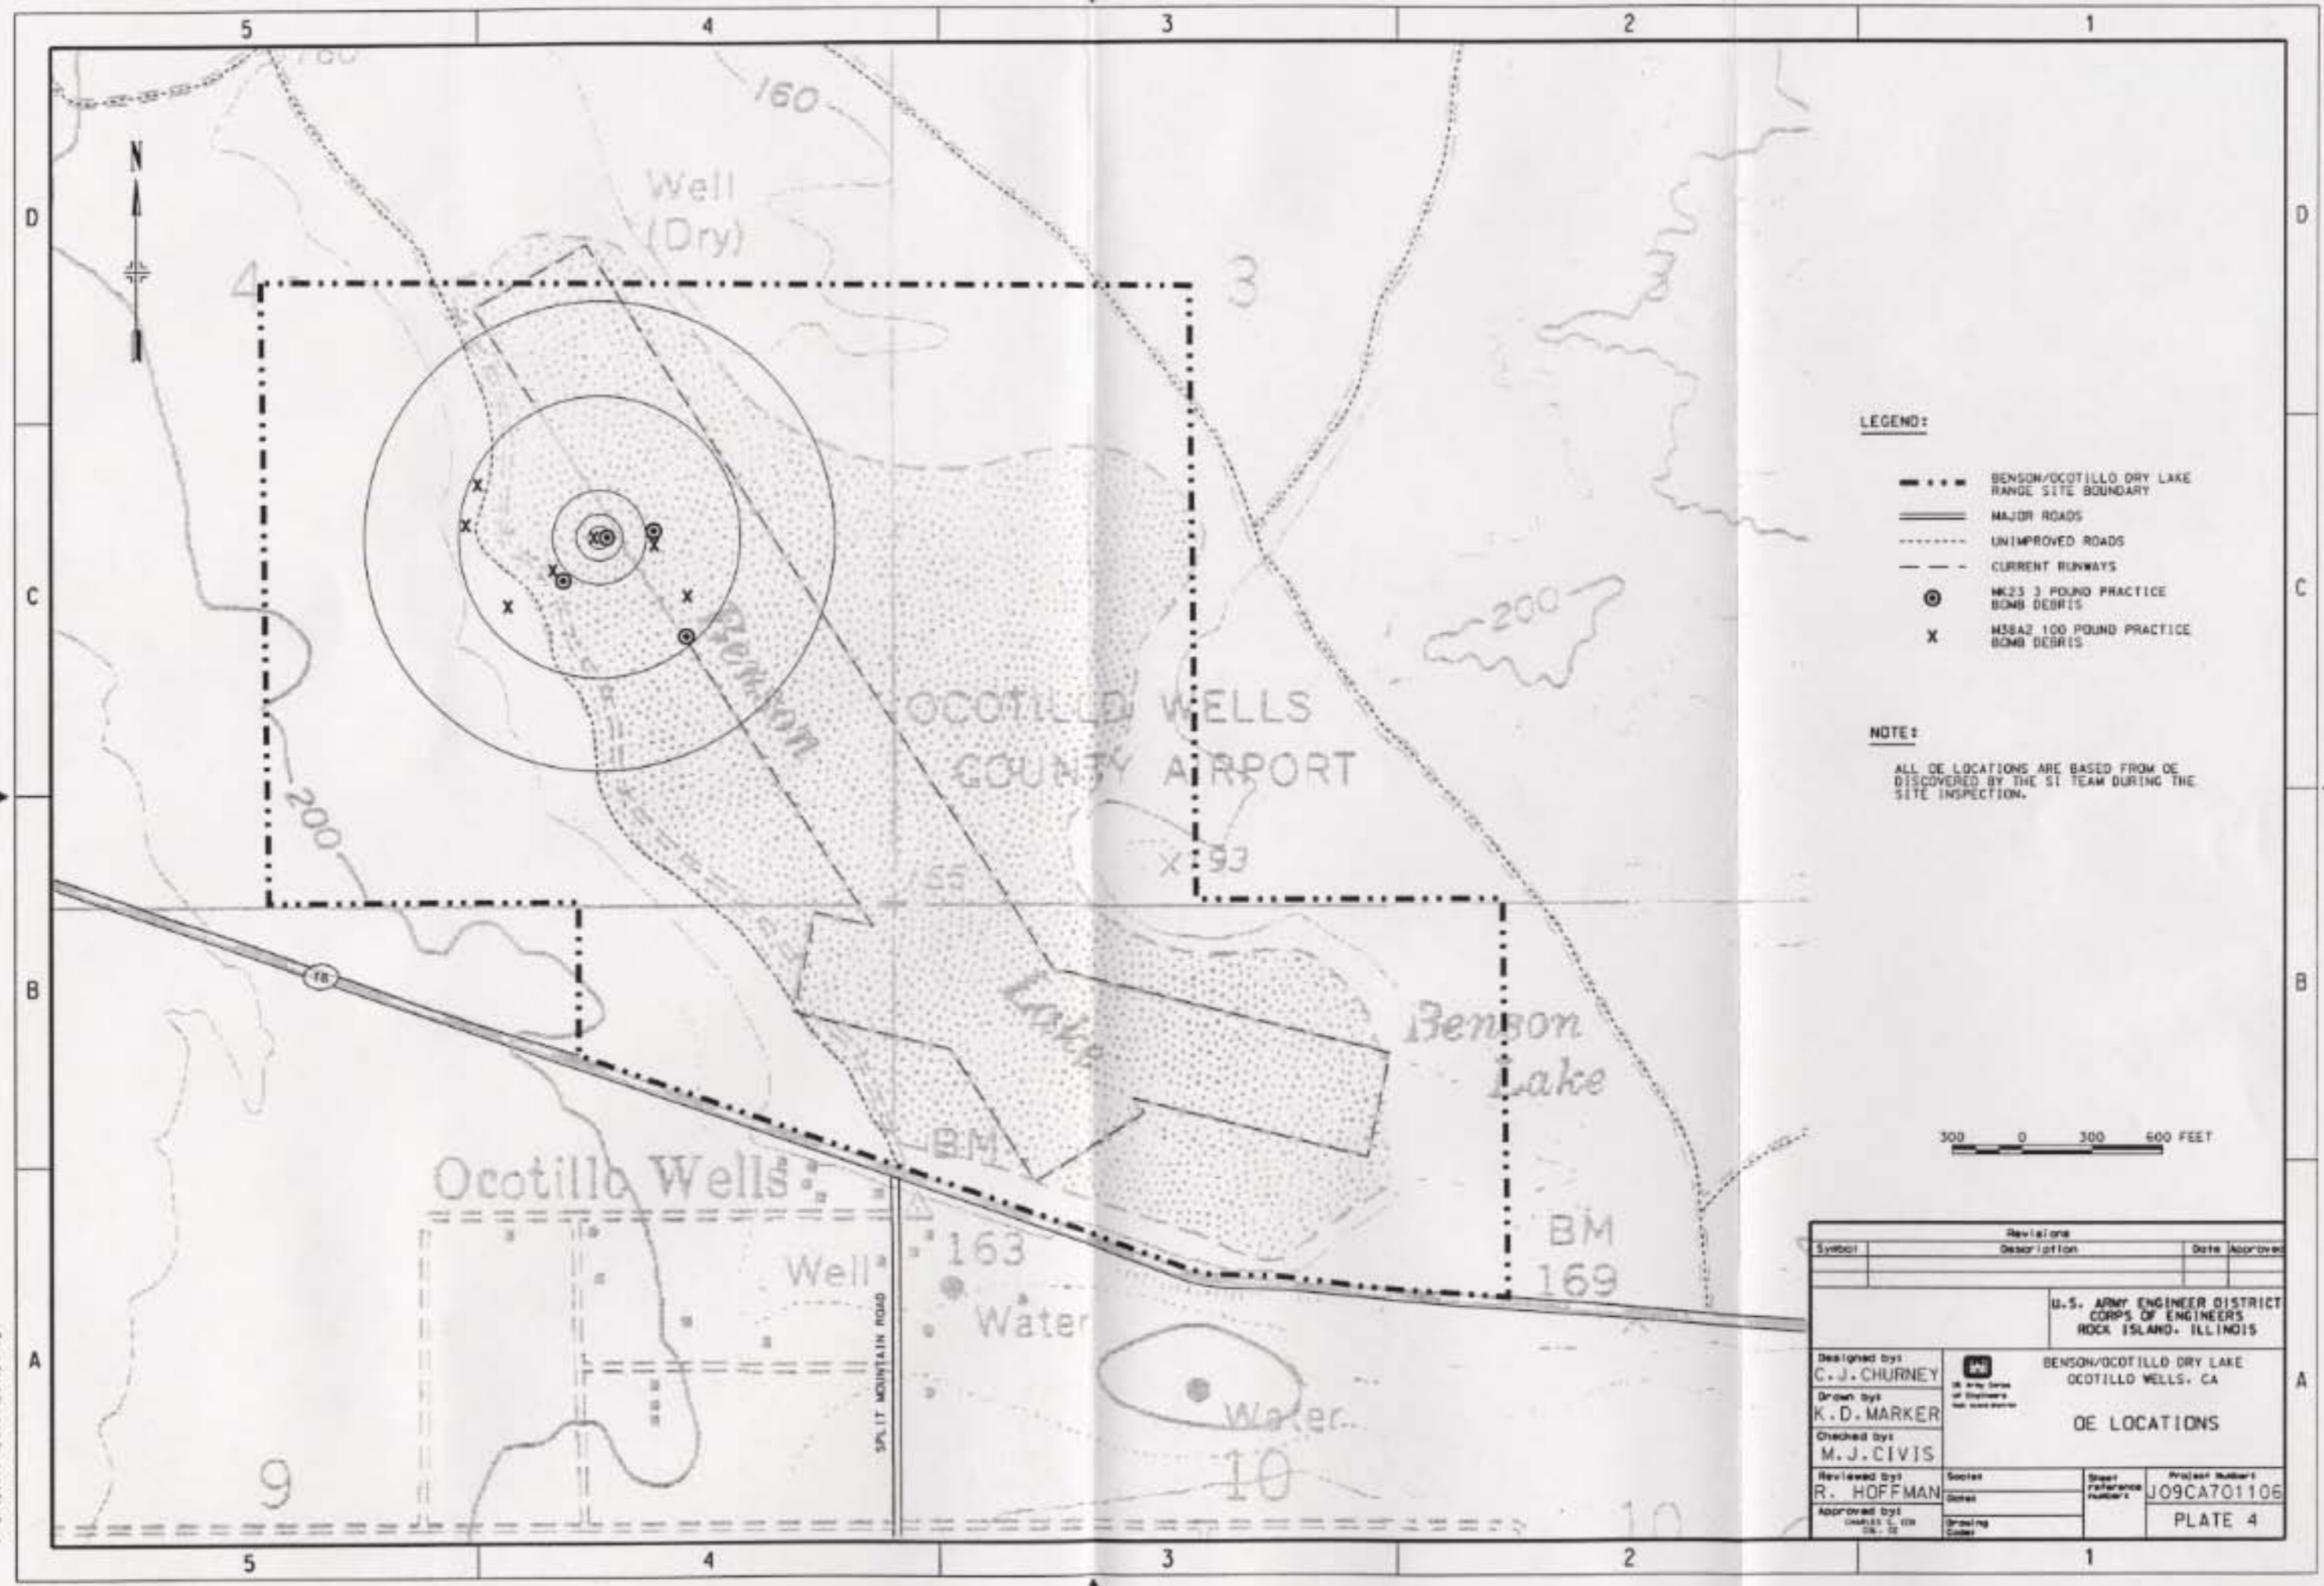 5 4 3 2 1
D
C
B
A
D
C
B
A
N
160
Well
(Dry)
4
3
Benson
Lake
OCOTILLO WELLS
COUNTY AIRPORT
200
X 93
200
Benson
Lake
BM
Ocotillo Wells
163
Well
Water
SPLIT MOUNTAIN ROAD
BM
169
Water
9
10
10
LEGEND:
BENSON/OCOTILLO DRY LAKE
RANGE SITE BOUNDARY
MAJOR ROADS
UNIMPROVED ROADS
CURRENT RUNWAYS
MK23 3 POUND PRACTICE
BOMB DEBRIS
X M38A2 100 POUND PRACTICE
BOMB DEBRIS
NOTE:
ALL OE LOCATIONS ARE BASED FROM OE
DISCOVERED BY THE SI TEAM DURING THE
SITE INSPECTION.
300 0 300 600 FEET
Revisions
Symbol Description Date Approved
U.S. ARMY ENGINEER DISTRICT
CORPS OF ENGINEERS
ROCK ISLAND, ILLINOIS
Designed by:
C.J.CHURNEY
Drawn by:
K.D.MARKER
Checked by:
M.J.CIVIS
Reviewed by:
R. HOFFMAN
Approved by:
US Army Corps
of Engineers
BENSON/OCOTILLO DRY LAKE
OCOTILLO WELLS, CA
OE LOCATIONS
Scale:
Date:
Drawing
Code:
Sheet
reference
number:
Project Number:
J09CA701106
PLATE 4
5 4 3 2 1